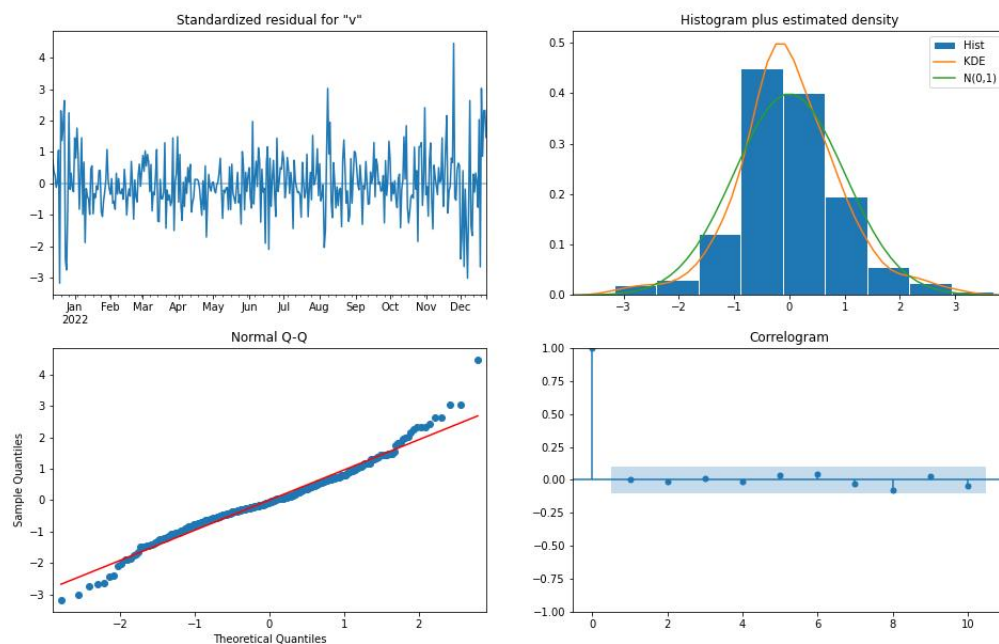 Standardized residual for "v"
4
3
2
1
0
−1
−2
−3
Jan Feb Mar Apr May Jun Jul Aug Sep Oct Nov Dec
2022
Histogram plus estimated density
Hist
KDE
N(0,1)
0.5
0.4
0.3
0.2
0.1
0.0
−3 −2 −1 0 1 2 3
Normal Q-Q
Sample Quantiles
4
3
2
1
0
−1
−2
−3
−2 −1 0 1 2
Theoretical Quantiles
Correlogram
1.00
0.75
0.50
0.25
0.00
−0.25
−0.50
−0.75
−1.00
0 2 4 6 8 10